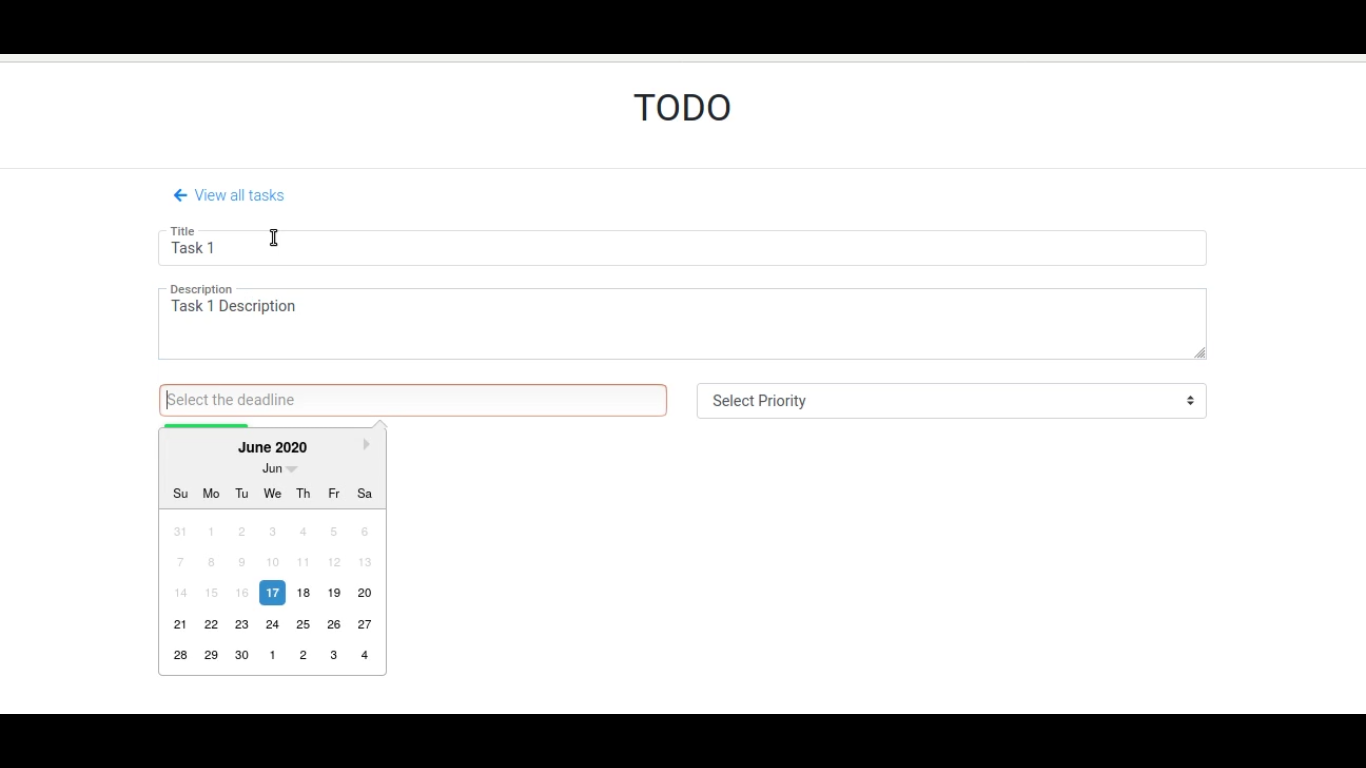 TODO
View all tasks
Title
Task 1
Description
Task 1 Description
Select the deadline
Select Priority
June 2020
Jun
Su Mo Tu We Th Fr Sa
31 1 2 3 4 5 6
7 8 9 10 11 12 13
14 15 16 17 18 19 20
21 22 23 24 25 26 27
28 29 30 1 2 3 4